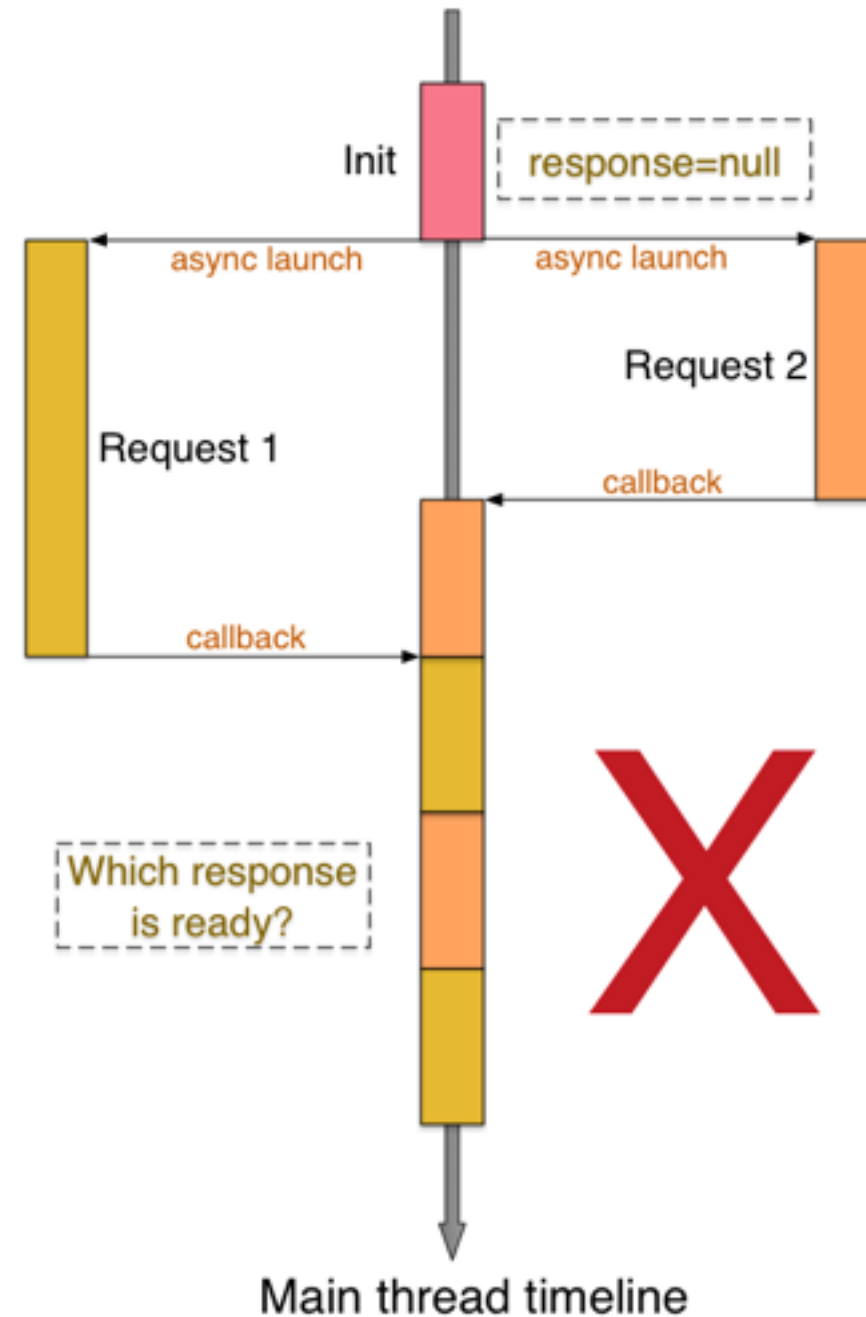 Init
response=null
async launch
async launch
Request 2
Request 1
callback
callback
Which response
is ready?
X
Main thread timeline